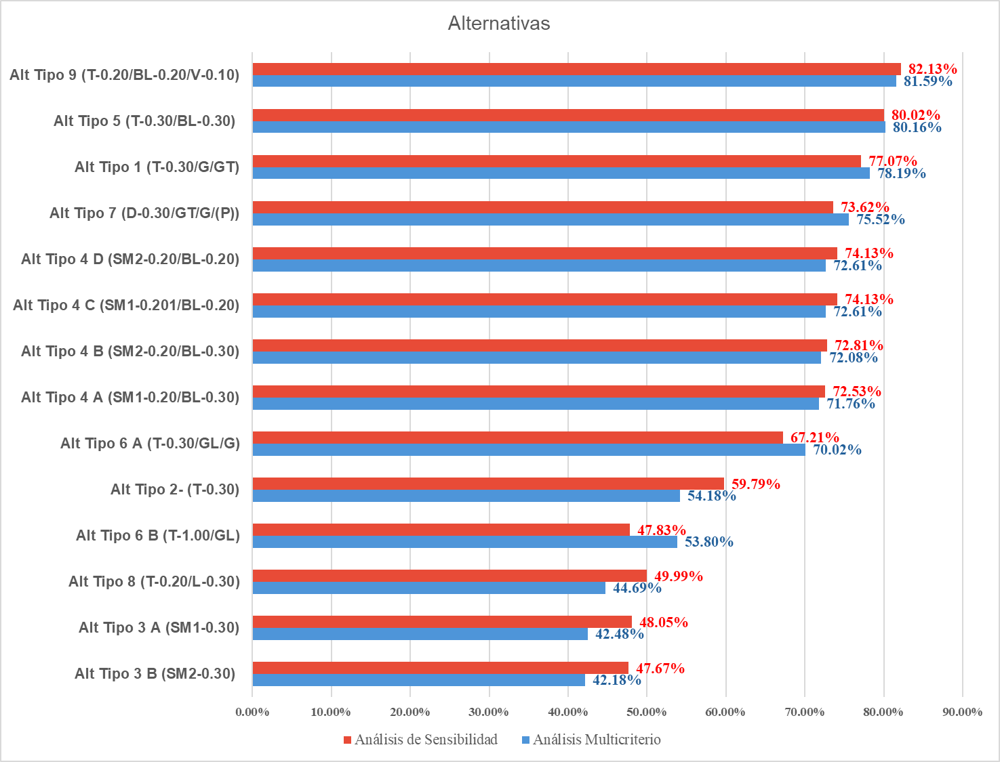 Alternativas
Alt Tipo 9 (T-0.20/BL-0.20/V-0.10)
82.13%
81.59%
Alt Tipo 5 (T-0.30/BL-0.30)
80.02%
80.16%
Alt Tipo 1 (T-0.30/G/GT)
77.07%
78.19%
Alt Tipo 7 (D-0.30/GT/G/(P))
73.62%
75.52%
Alt Tipo 4 D (SM2-0.20/BL-0.20)
74.13%
72.61%
Alt Tipo 4 C (SM1-0.201/BL-0.20)
74.13%
72.61%
Alt Tipo 4 B (SM2-0.20/BL-0.30)
72.81%
72.08%
Alt Tipo 4 A (SM1-0.20/BL-0.30)
72.53%
71.76%
Alt Tipo 6 A (T-0.30/GL/G)
67.21%
70.02%
Alt Tipo 2- (T-0.30)
59.79%
54.18%
Alt Tipo 6 B (T-1.00/GL)
47.83%
53.80%
Alt Tipo 8 (T-0.20/L-0.30)
49.99%
44.69%
Alt Tipo 3 A (SM1-0.30)
48.05%
42.48%
Alt Tipo 3 B (SM2-0.30)
47.67%
42.18%
0.00% 10.00% 20.00% 30.00% 40.00% 50.00% 60.00% 70.00% 80.00% 90.00%
Análisis de Sensibilidad Análisis Multicriterio